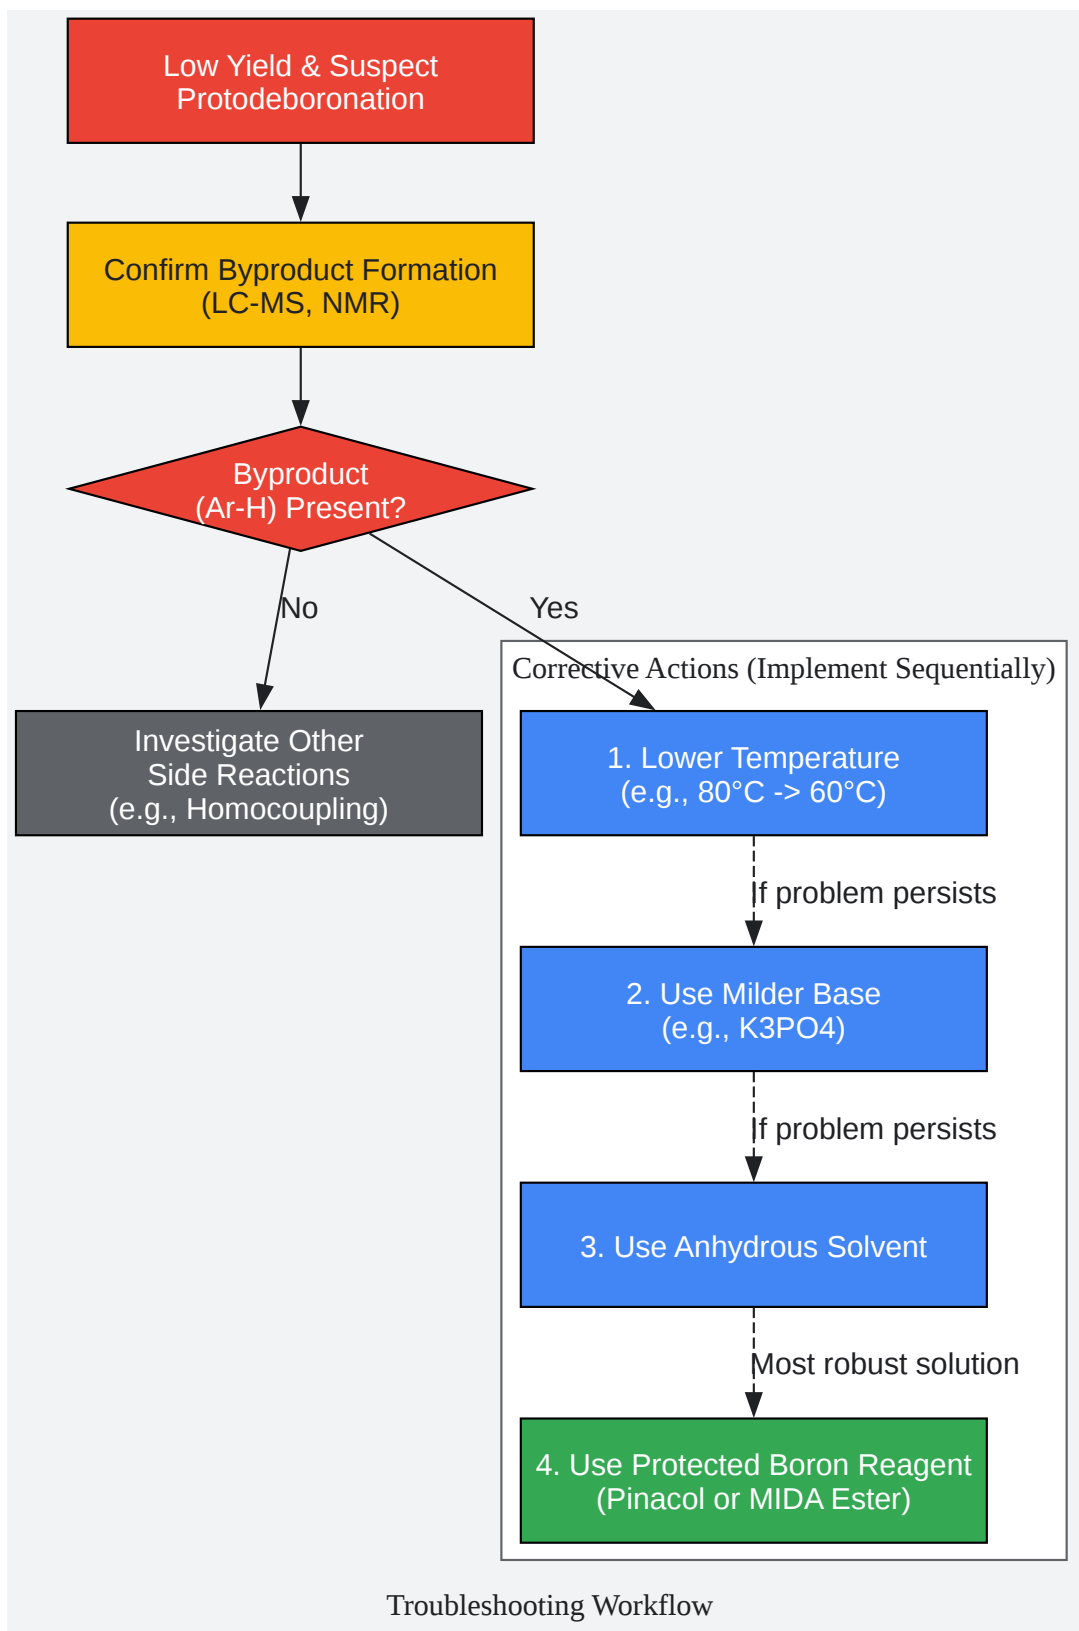 Low Yield & Suspect
Protodeboronation
Confirm Byproduct Formation
(LC-MS, NMR)
Byproduct
(Ar-H) Present?
No
Yes
Corrective Actions (Implement Sequentially)
Investigate Other
Side Reactions
(e.g., Homocoupling)
1. Lower Temperature
(e.g., 80°C -> 60°C)
If problem persists
2. Use Milder Base
(e.g., K3PO4)
If problem persists
3. Use Anhydrous Solvent
Most robust solution
4. Use Protected Boron Reagent
(Pinacol or MIDA Ester)
Troubleshooting Workflow